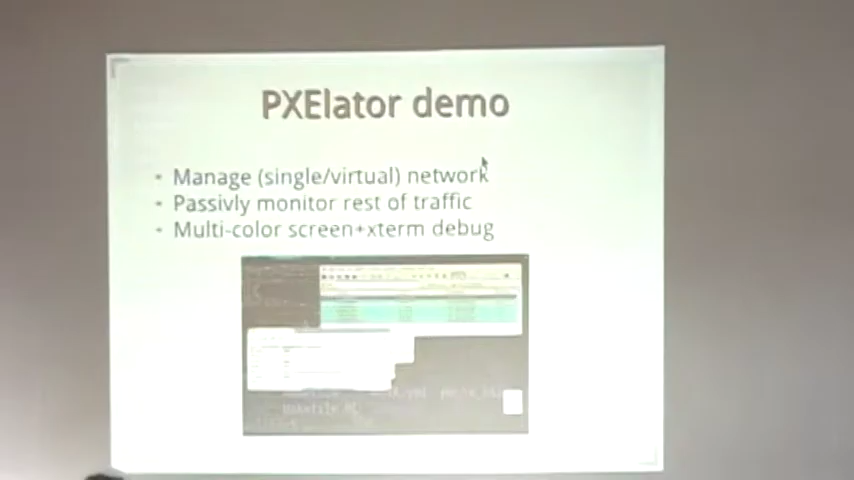 PXElator demo
Manage (single/virtual) network
Passivly monitor rest of traffic
Multi-color screen+xterm debug